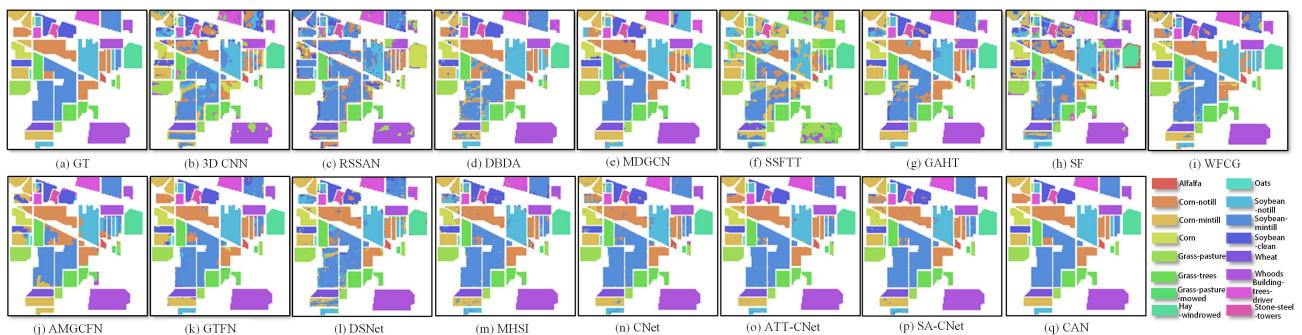 (a) GT
(b) 3D CNN
(c) RSSAN
(d) DBDA
(e) MDGCN
(f) SSFTT
(g) GAHT
(h) SF
(i) WFCG
(j) AMGCFN
(k) GTFN
(l) DSNet
(m) MHSI
(n) CNet
(o) ATT-CNet
(p) SA-CNet
(q) CAN
Alfalfa
Corn-notill
Corn-mintill
Corn
Grass-pasture
Grass-trees
Grass-pasture
-mowed
Hay
-windrowed
Oats
Soybean
-notill
Soybean-
mintill
Soybean
-clean
Wheat
Whoods
Building-
trees-
driver
Stone-steel
-towers